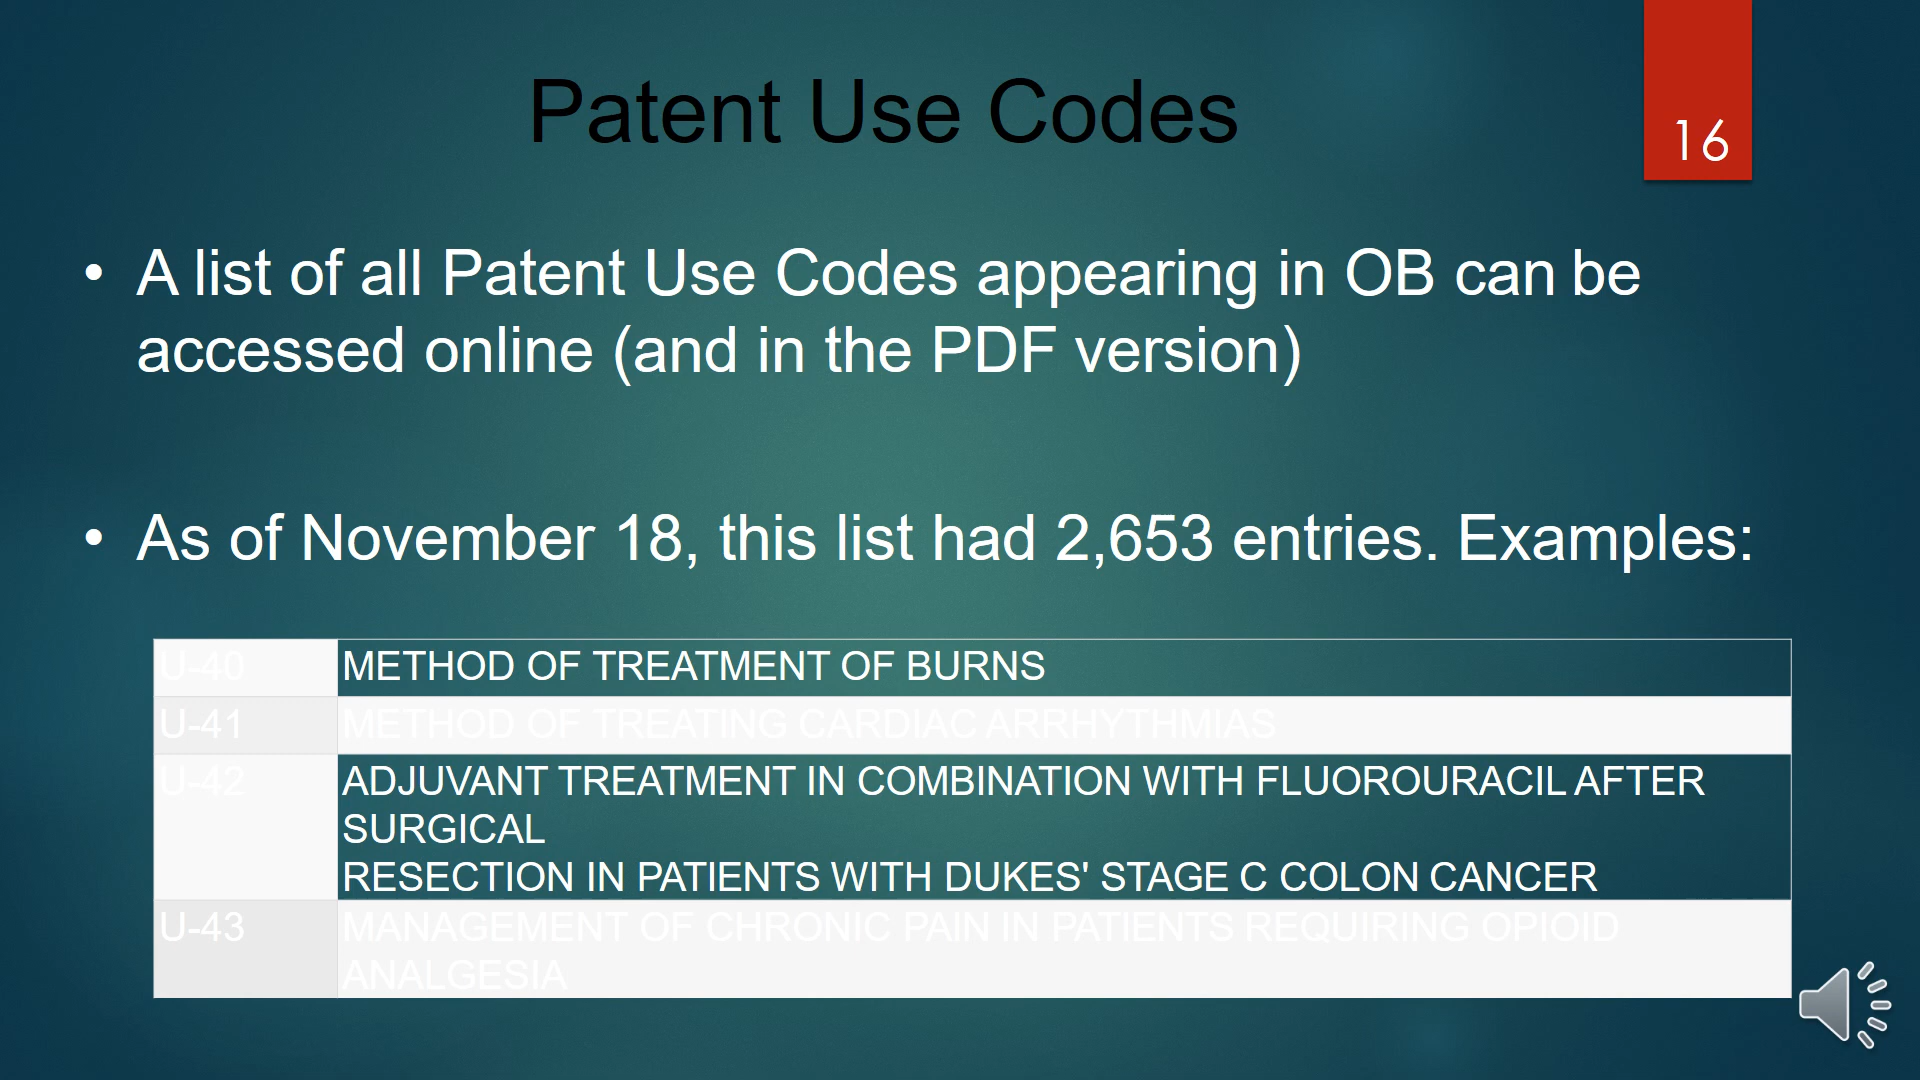 Patent Use Codes
16
• A list of all Patent Use Codes appearing in OB can be
accessed online (and in the PDF version)
• As of November 18, this list had 2,653 entries. Examples:
U-40 METHOD OF TREATMENT OF BURNS
U-41 METHOD OF TREATING CARDIAC ARRHYTHMIAS
U-42 ADJUVANT TREATMENT IN COMBINATION WITH FLUOROURACIL AFTER
SURGICAL
RESECTION IN PATIENTS WITH DUKES' STAGE C COLON CANCER
U-43 MANAGEMENT OF CHRONIC PAIN IN PATIENTS REQUIRING OPIOID
ANALGESIA